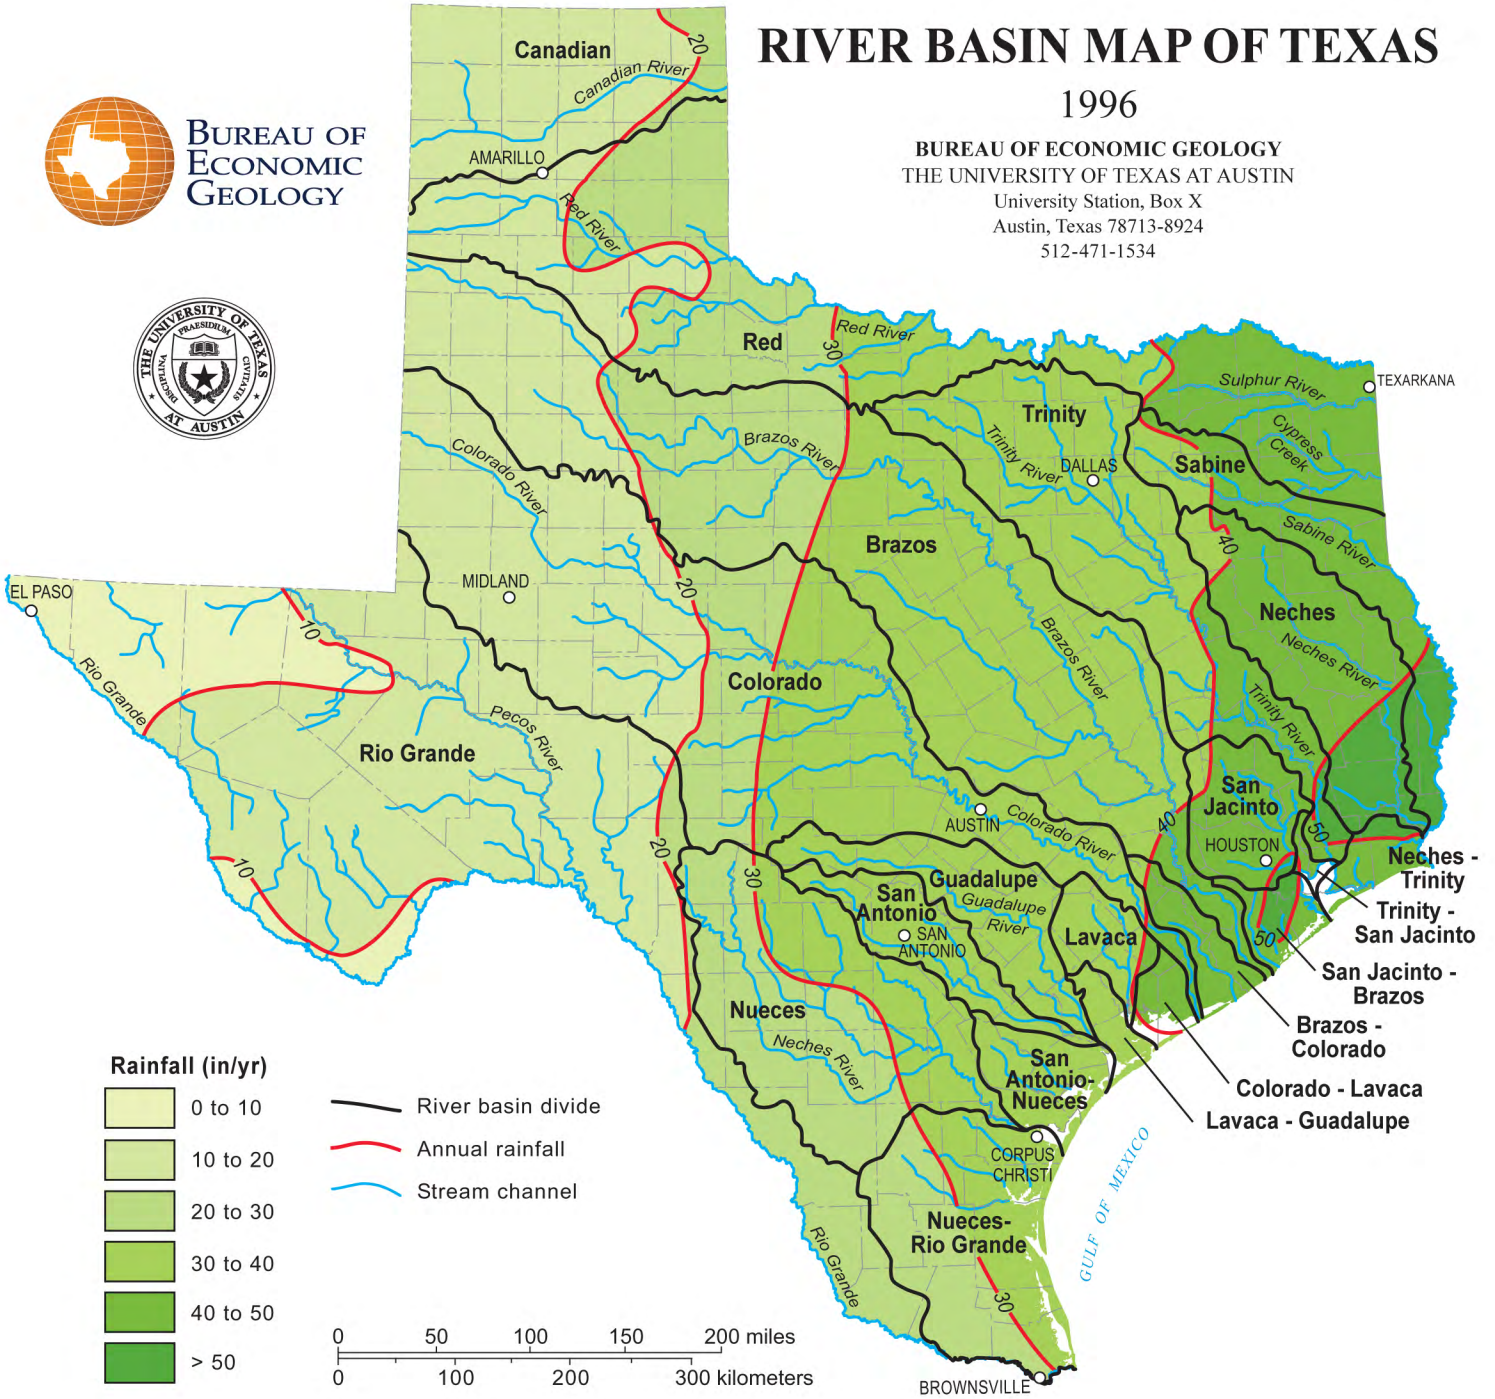 RIVER BASIN MAP OF TEXAS
1996
BUREAU OF ECONOMIC GEOLOGY
THE UNIVERSITY OF TEXAS AT AUSTIN
University Station, Box X
Austin, Texas 78713-8924
512-471-1534
BUREAU OF
ECONOMIC
GEOLOGY
THE UNIVERSITY OF TEXAS
AT AUSTIN
PRAESIDIUM
DISCIPLINA
CIVITATIS
Canadian
Canadian River
20
AMARILLO
Red River
Red
Red River
30
Sulphur River
TEXARKANA
Cypress
Creek
Trinity
Trinity River
DALLAS
Sabine
Sabine River
40
Brazos River
Colorado River
Brazos
MIDLAND
20
EL PASO
10
Rio Grande
Neches
Neches River
Brazos River
Colorado
Trinity River
Pecos River
Rio Grande
San
Jacinto
HOUSTON
50
40
AUSTIN
Colorado River
20
10
30
Guadalupe
Guadalupe
River
San
Antonio
SAN
ANTONIO
Lavaca
50
Neches -
Trinity
Trinity -
San Jacinto
San Jacinto -
Brazos
Brazos -
Colorado
Colorado - Lavaca
Lavaca - Guadalupe
Nueces
Neches River
San
Antonio-
Nueces
CORPUS
CHRISTI
GULF OF MEXICO
Nueces-
Rio Grande
Rio Grande
30
BROWNSVILLE
Rainfall (in/yr)
0 to 10
10 to 20
20 to 30
30 to 40
40 to 50
> 50
River basin divide
Annual rainfall
Stream channel
0 50 100 150 200 miles
0 100 200 300 kilometers